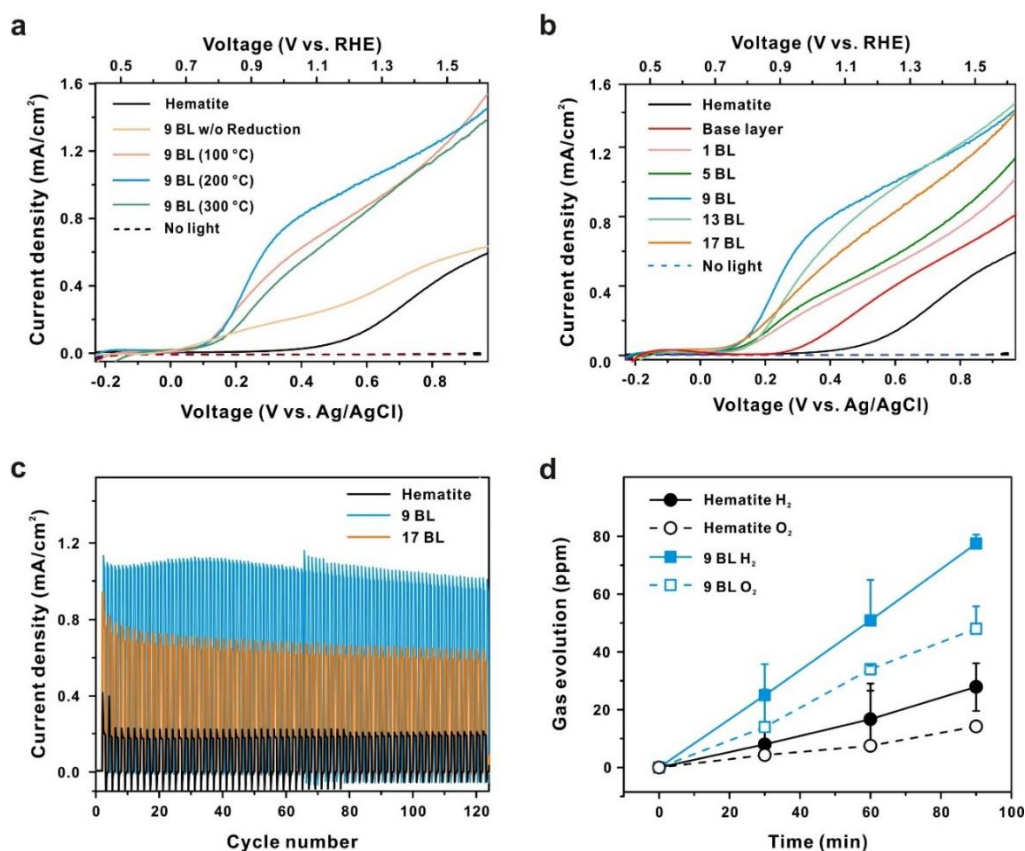 a
Voltage (V vs. RHE)
0.5 0.7 0.9 1.1 1.3 1.5
1.6
1.2
0.8
0.4
0.0
Current density (mA/cm²)
Hematite
9 BL w/o Reduction
9 BL (100 °C)
9 BL (200 °C)
9 BL (300 °C)
No light
-0.2 0.0 0.2 0.4 0.6 0.8
Voltage (V vs. Ag/AgCl)
b
Voltage (V vs. RHE)
0.5 0.7 0.9 1.1 1.3 1.5
1.6
1.2
0.8
0.4
0.0
Current density (mA/cm²)
Hematite
Base layer
1 BL
5 BL
9 BL
13 BL
17 BL
No light
-0.2 0.0 0.2 0.4 0.6 0.8
Voltage (V vs. Ag/AgCl)
c
Hematite
9 BL
17 BL
1.2
0.8
0.4
0.0
Current density (mA/cm²)
0 20 40 60 80 100 120
Cycle number
d
Hematite H₂
Hematite O₂
9 BL H₂
9 BL O₂
80
60
40
20
0
Gas evolution (ppm)
0 20 40 60 80 100
Time (min)